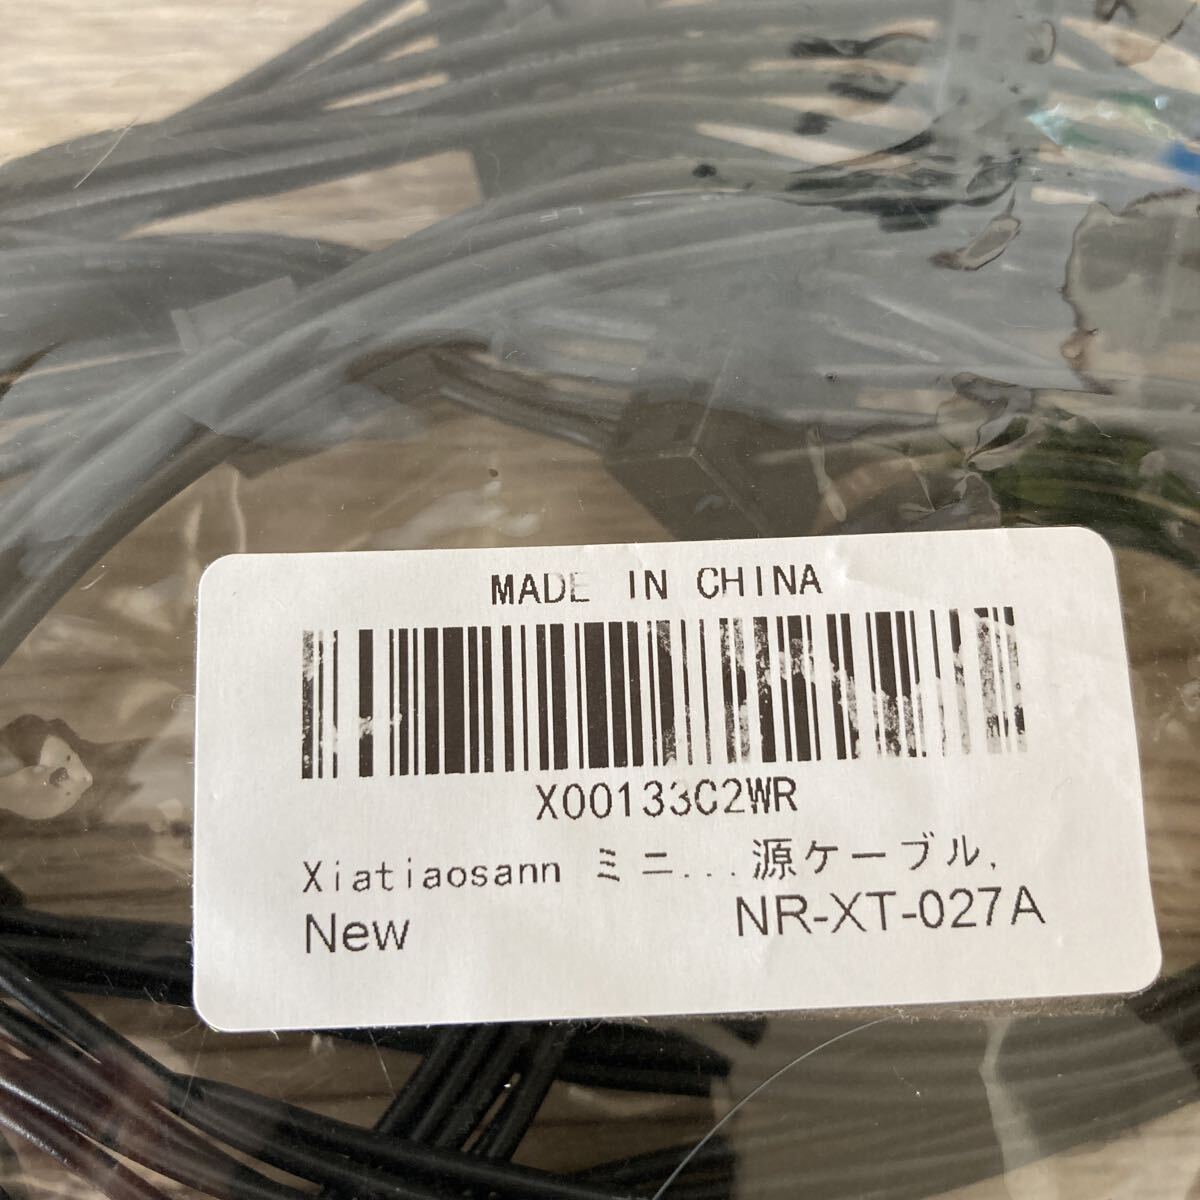 MADE IN CHINA
X00133C2WR
Xiatiaosann ミニ...源ケーブル,
New NR-XT-027A